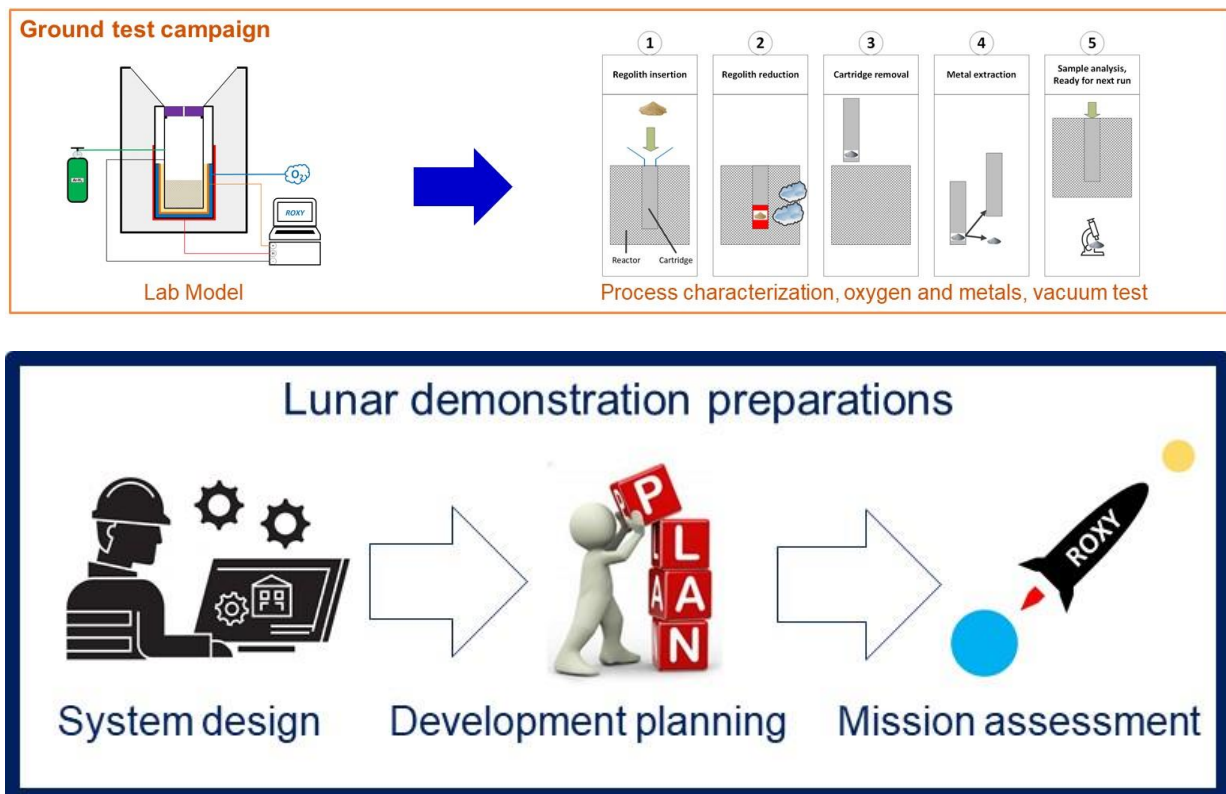 Ground test campaign
1
2
3
4
5
Regolith insertion
Regolith reduction
Cartridge removal
Metal extraction
Sample analysis,
Ready for next run
O2
ROXY
Reactor
Cartridge
Lab Model
Process characterization, oxygen and metals, vacuum test
Lunar demonstration preparations
P
L
A
A
N
ROXY
System design
Development planning
Mission assessment